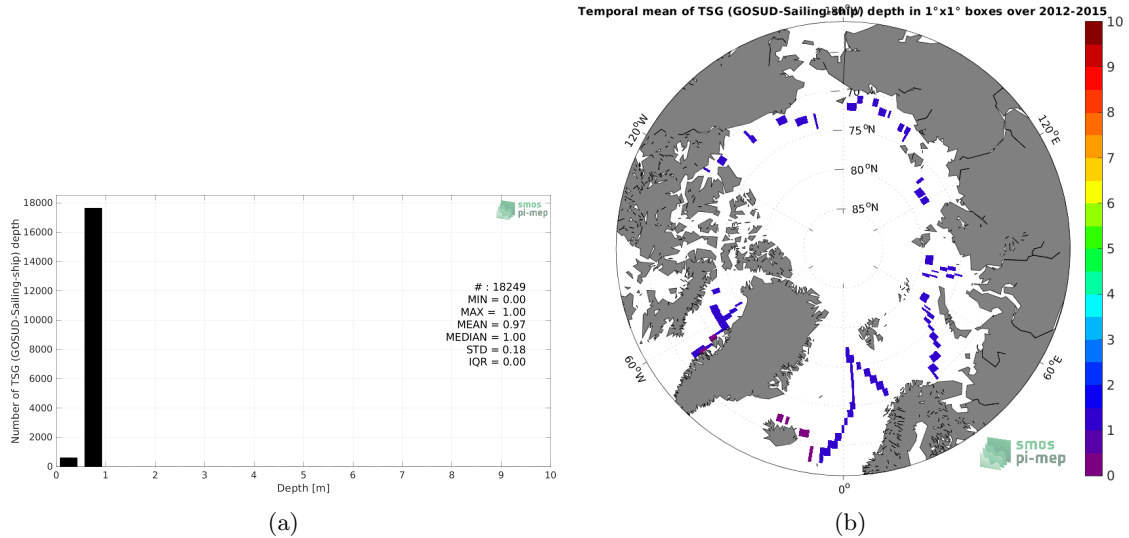 Temporal mean of TSG (GOSUD-Sailing-ship) depth in 1°x1° boxes over 2012-2015
180°W
120°W
120°E
60°W
60°E
0°
70
75°N
80°N
85°N
10
9
8
7
6
5
4
3
2
1
0
smos
pi-mep
(b)
Number of TSG (GOSUD-Sailing-ship) depth
18000
16000
14000
12000
10000
8000
6000
4000
2000
0
smos
pi-mep
# : 18249
MIN = 0.00
MAX = 1.00
MEAN = 0.97
MEDIAN = 1.00
STD = 0.18
IQR = 0.00
0 1 2 3 4 5 6 7 8 9 10
Depth [m]
(a)